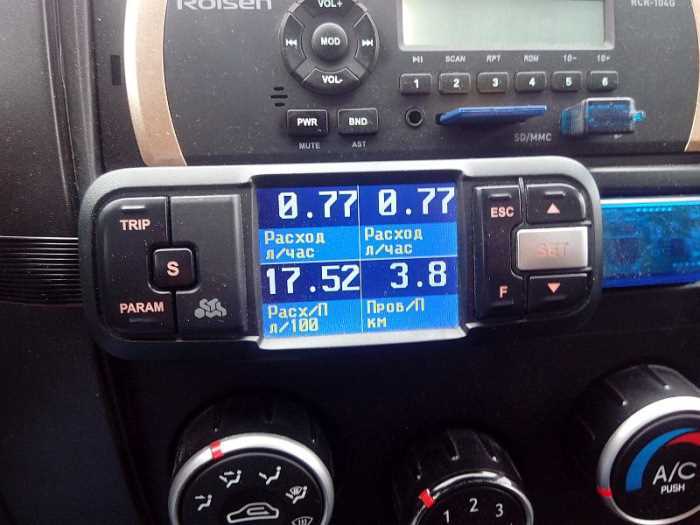 Rolsen
RCR-104G
VOL+
MOD
VOL-
SCAN RPT RDM 10- 10+
1 2 3 4 5 6
PWR BND
MUTE AST
SD/MMC
TRIP
S
PARAM
0.77 0.77
Расход Расход
л/час л/час
17.52 3.8
Расх/П Проб/П
л/100 км
ESC
SET
F
1 2 3
A/C
PUSH